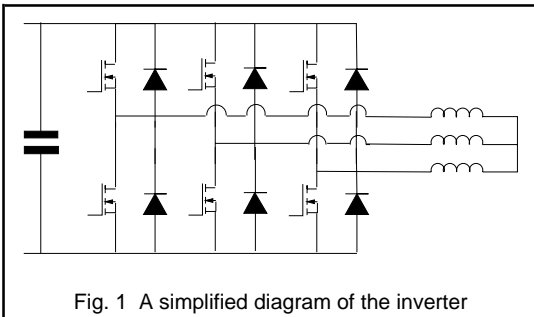 Fig. 1 A simplified diagram of the inverter